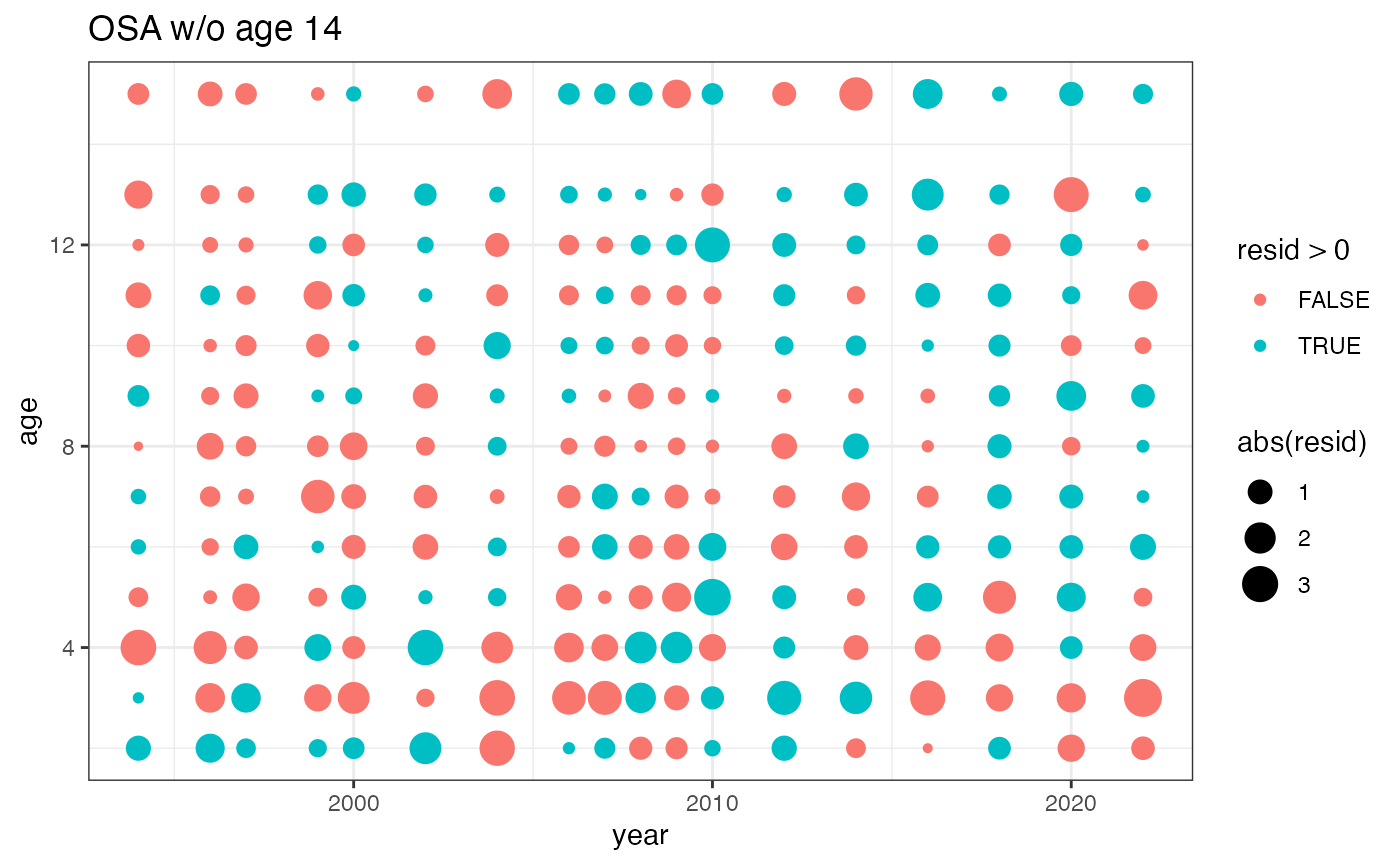 OSA w/o age 14
12
8
4
age
2000
2010
2020
year
resid > 0
FALSE
TRUE
abs(resid)
1
2
3